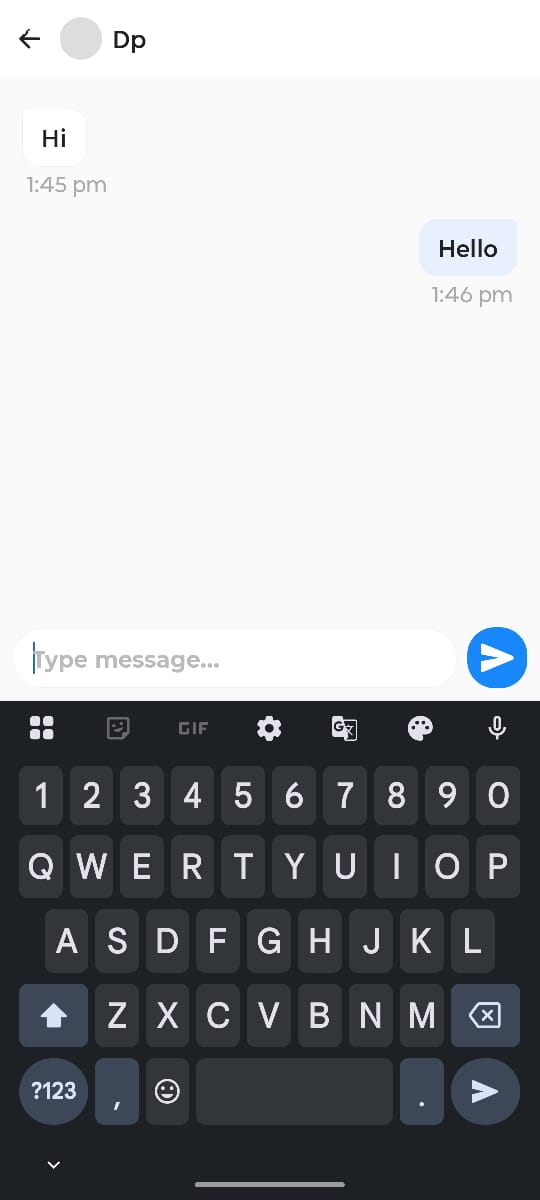 Dp
Hi
1:45 pm
Hello
1:46 pm
Type message...
GIF
G
1 2 3 4 5 6 7 8 9 0
Q W E R T Y U I O P
A S D F G H J K L
Z X C V B N M
?123 , .